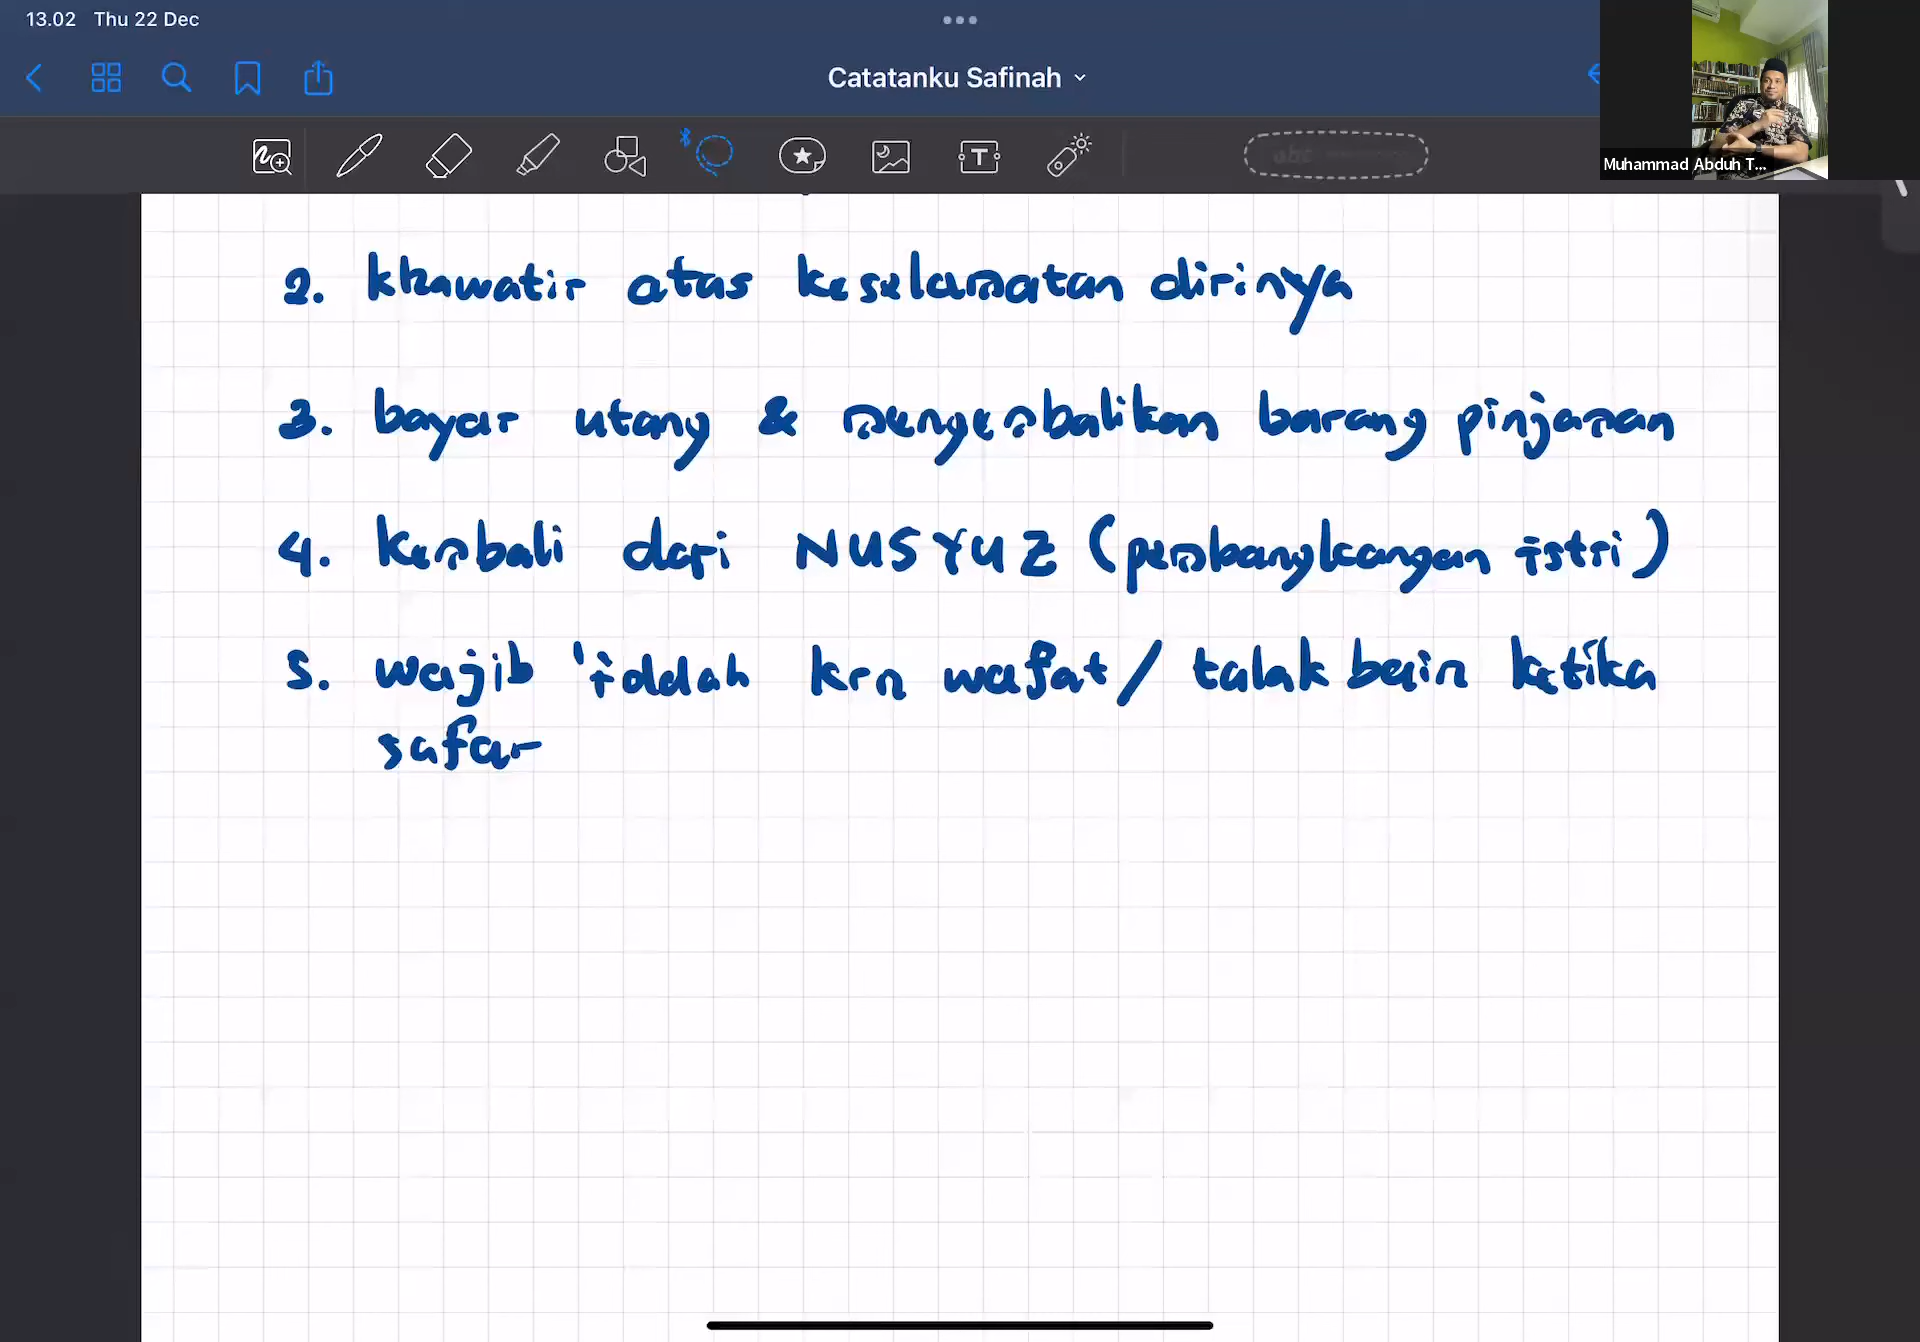 13.02 Thu 22 Dec
Catatanku Safinah
Muhammad Abduh T...
2. khawatir atas keselamatan dirinya
3. bayar utang & mengembalikan barang pinjaman
4. kembali dari NUSYUZ (pembangkangan istri)
5. wajib 'iddah krn wafat / talak bain ketika
safar